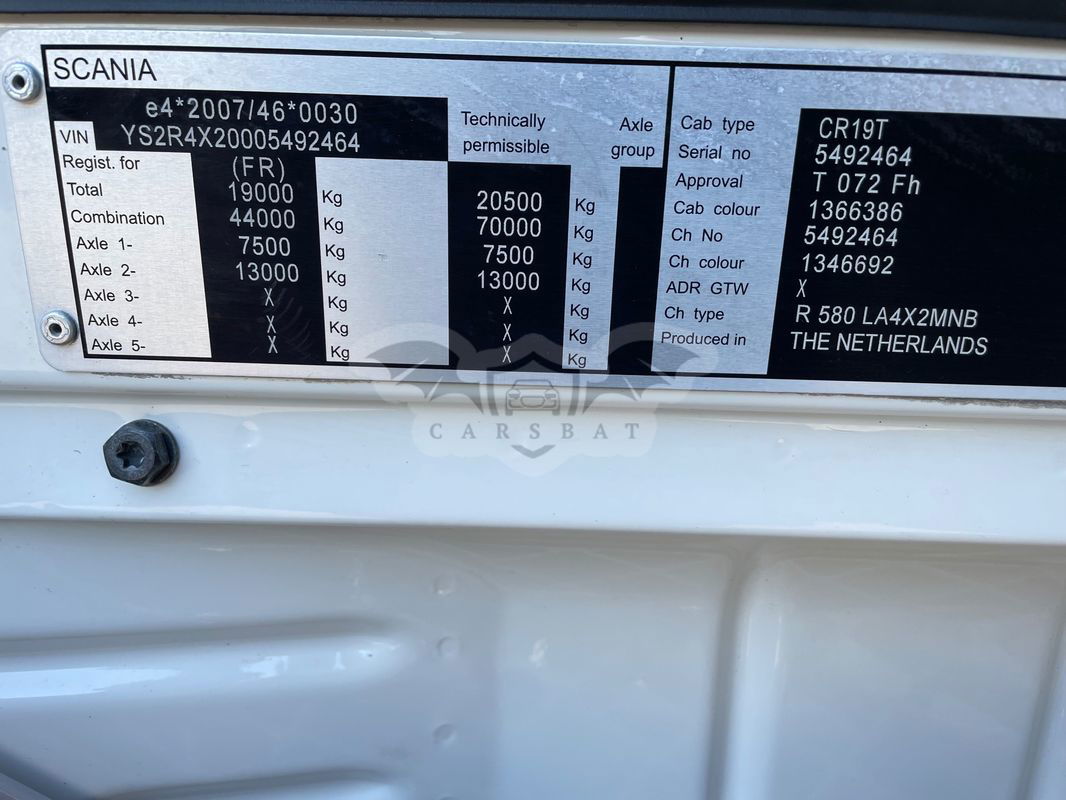 SCANIA
e4*2007/46*0030
VIN YS2R4X20005492464
Technically permissible Axle group
Regist. for (FR)
Total 19000 Kg 20500 Kg
Combination 44000 Kg 70000 Kg
Axle 1- 7500 Kg 7500 Kg
Axle 2- 13000 Kg 13000 Kg
Axle 3- X Kg X Kg
Axle 4- X Kg X Kg
Axle 5- X Kg X Kg
Cab type CR19T
Serial no 5492464
Approval T 072 Fh
Cab colour 1366386
Ch No 5492464
Ch colour 1346692
ADR GTW X
Ch type R 580 LA4X2MNB
Produced in THE NETHERLANDS
CARSBAT